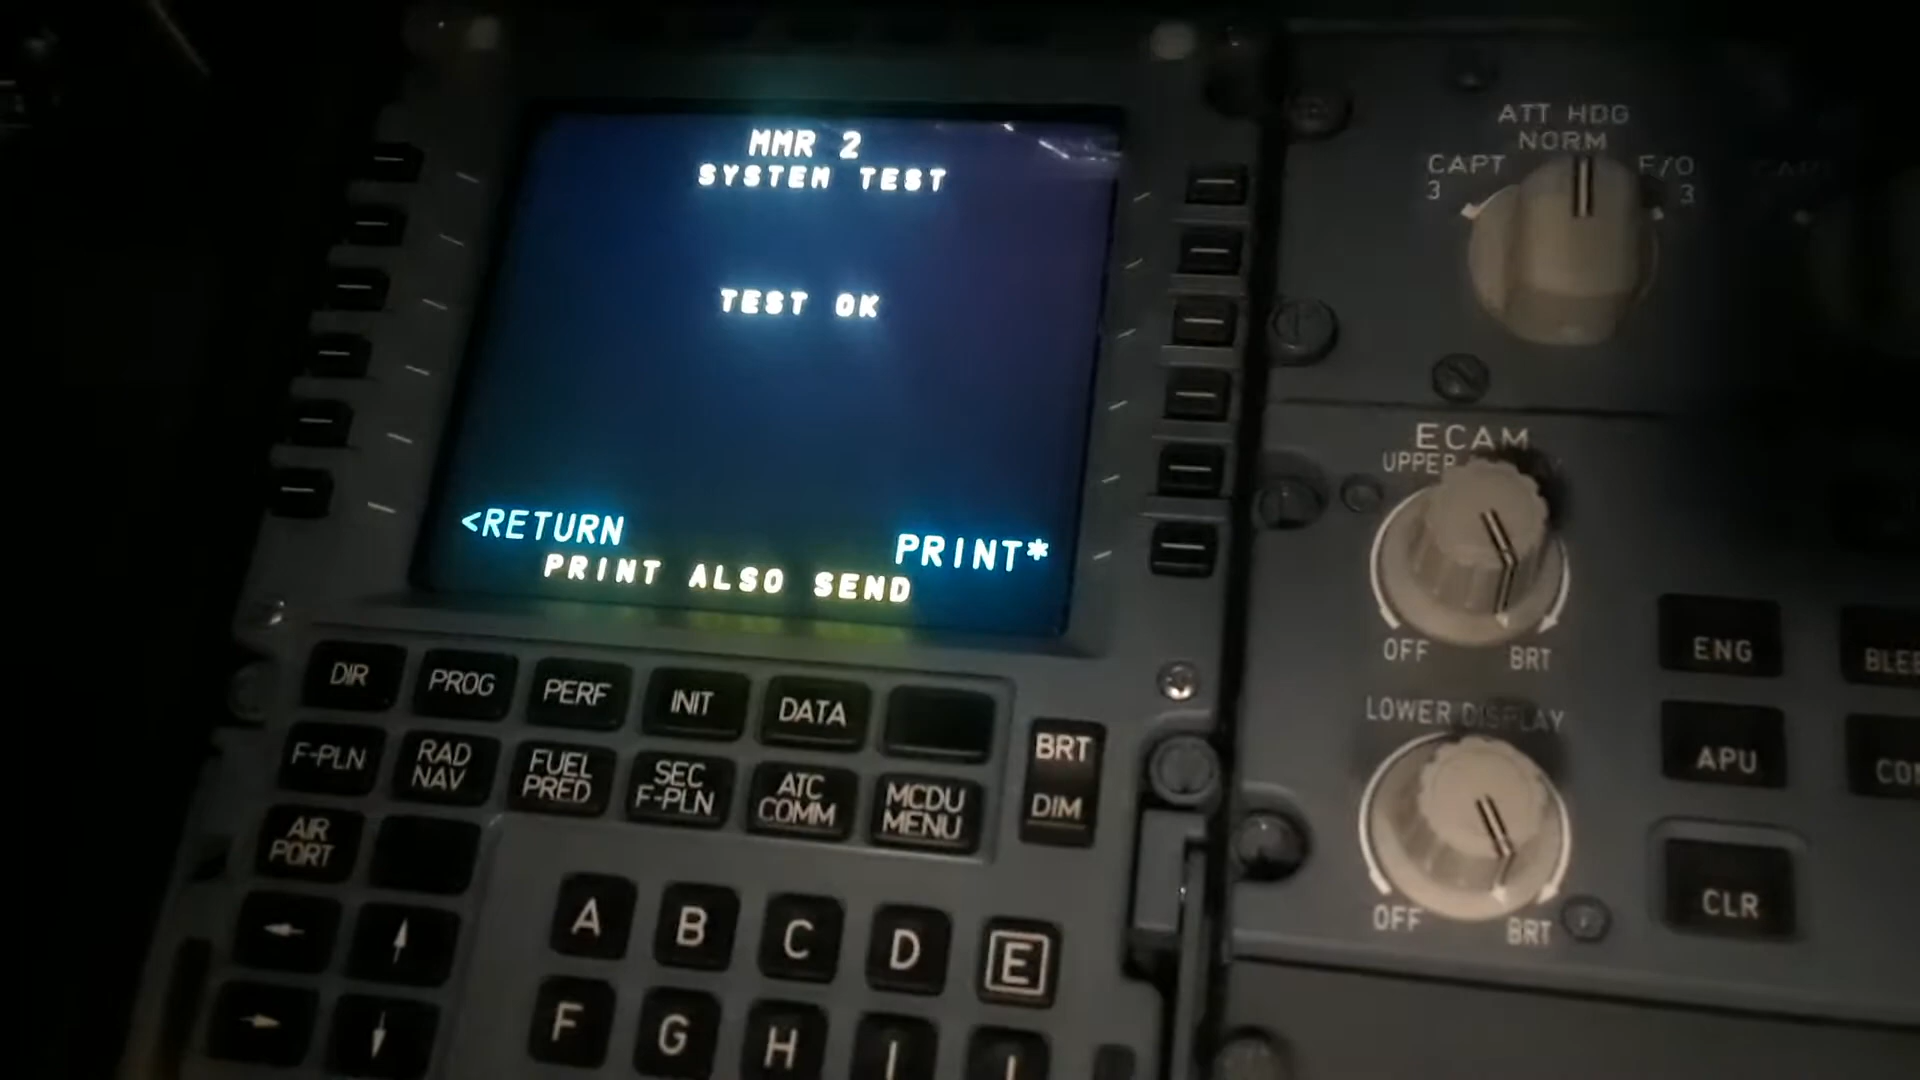 MMR 2
SYSTEM TEST
TEST OK
<RETURN
PRINT*
PRINT ALSO SEND
DIR
PROG
PERF
INIT
DATA
F-PLN
RAD NAV
FUEL PRED
SEC F-PLN
ATC COMM
MCDU MENU
BRT
DIM
AIR PORT
A
B
C
D
E
F
G
H
I
ATT HDG
NORM
CAPT
3
F/O
3
ECAM
UPPER
OFF
BRT
LOWER DISPLAY
OFF
BRT
ENG
APU
CLR